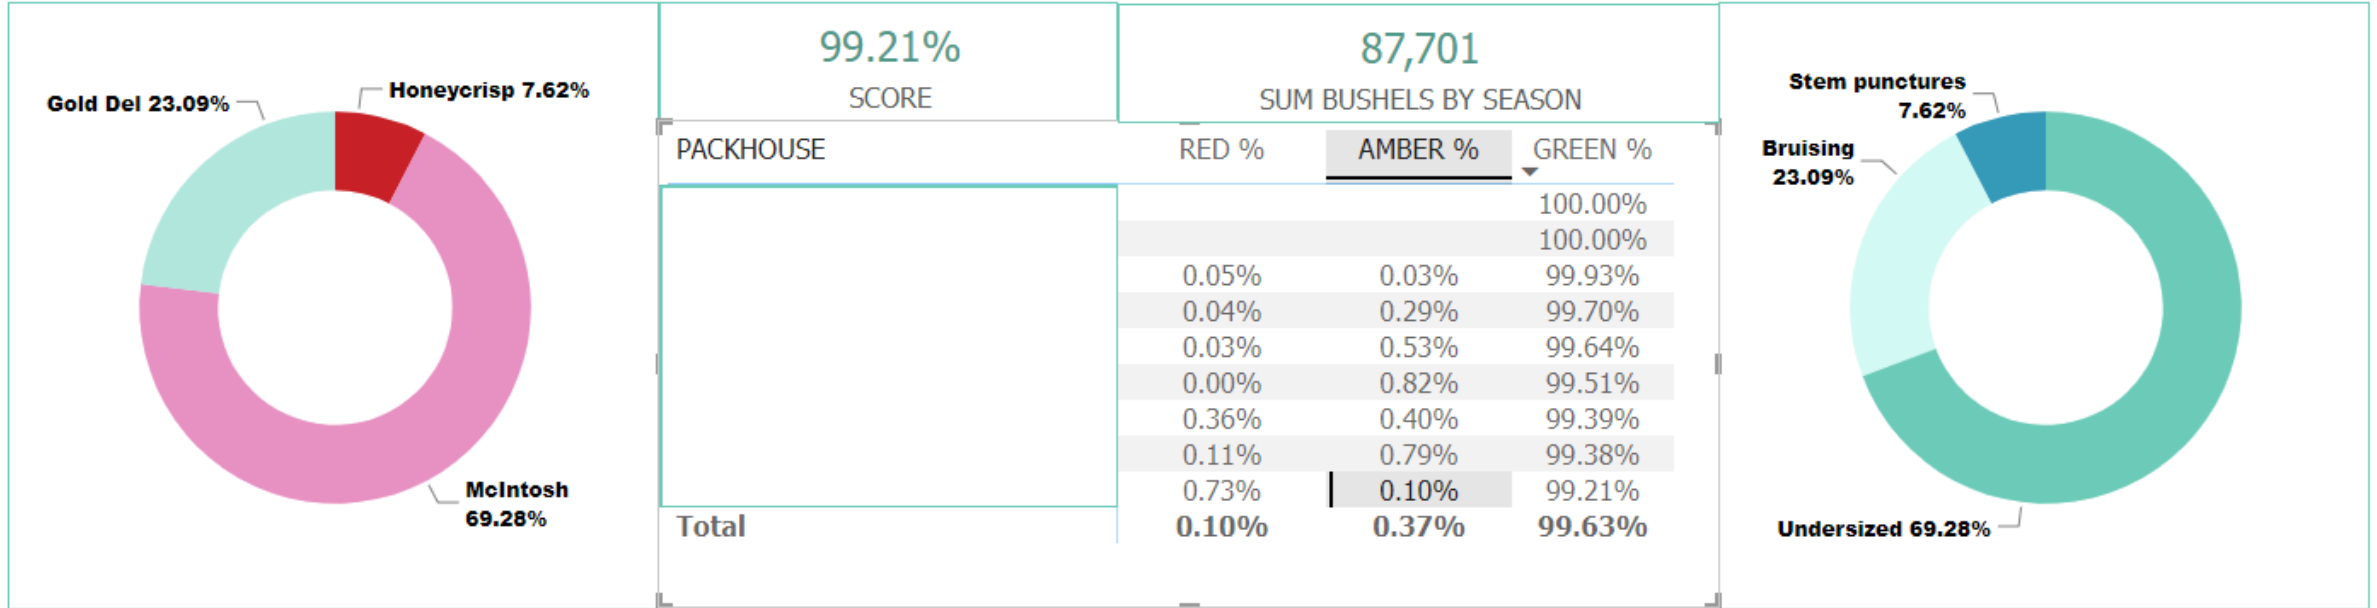 Gold Del 23.09%
Honeycrisp 7.62%
McIntosh
69.28%
99.21%
SCORE
87,701
SUM BUSHELS BY SEASON
PACKHOUSE RED % AMBER % GREEN %
100.00%
100.00%
0.05% 0.03% 99.93%
0.04% 0.29% 99.70%
0.03% 0.53% 99.64%
0.00% 0.82% 99.51%
0.36% 0.40% 99.39%
0.11% 0.79% 99.38%
0.73% 0.10% 99.21%
Total 0.10% 0.37% 99.63%
Stem punctures
7.62%
Bruising
23.09%
Undersized 69.28%